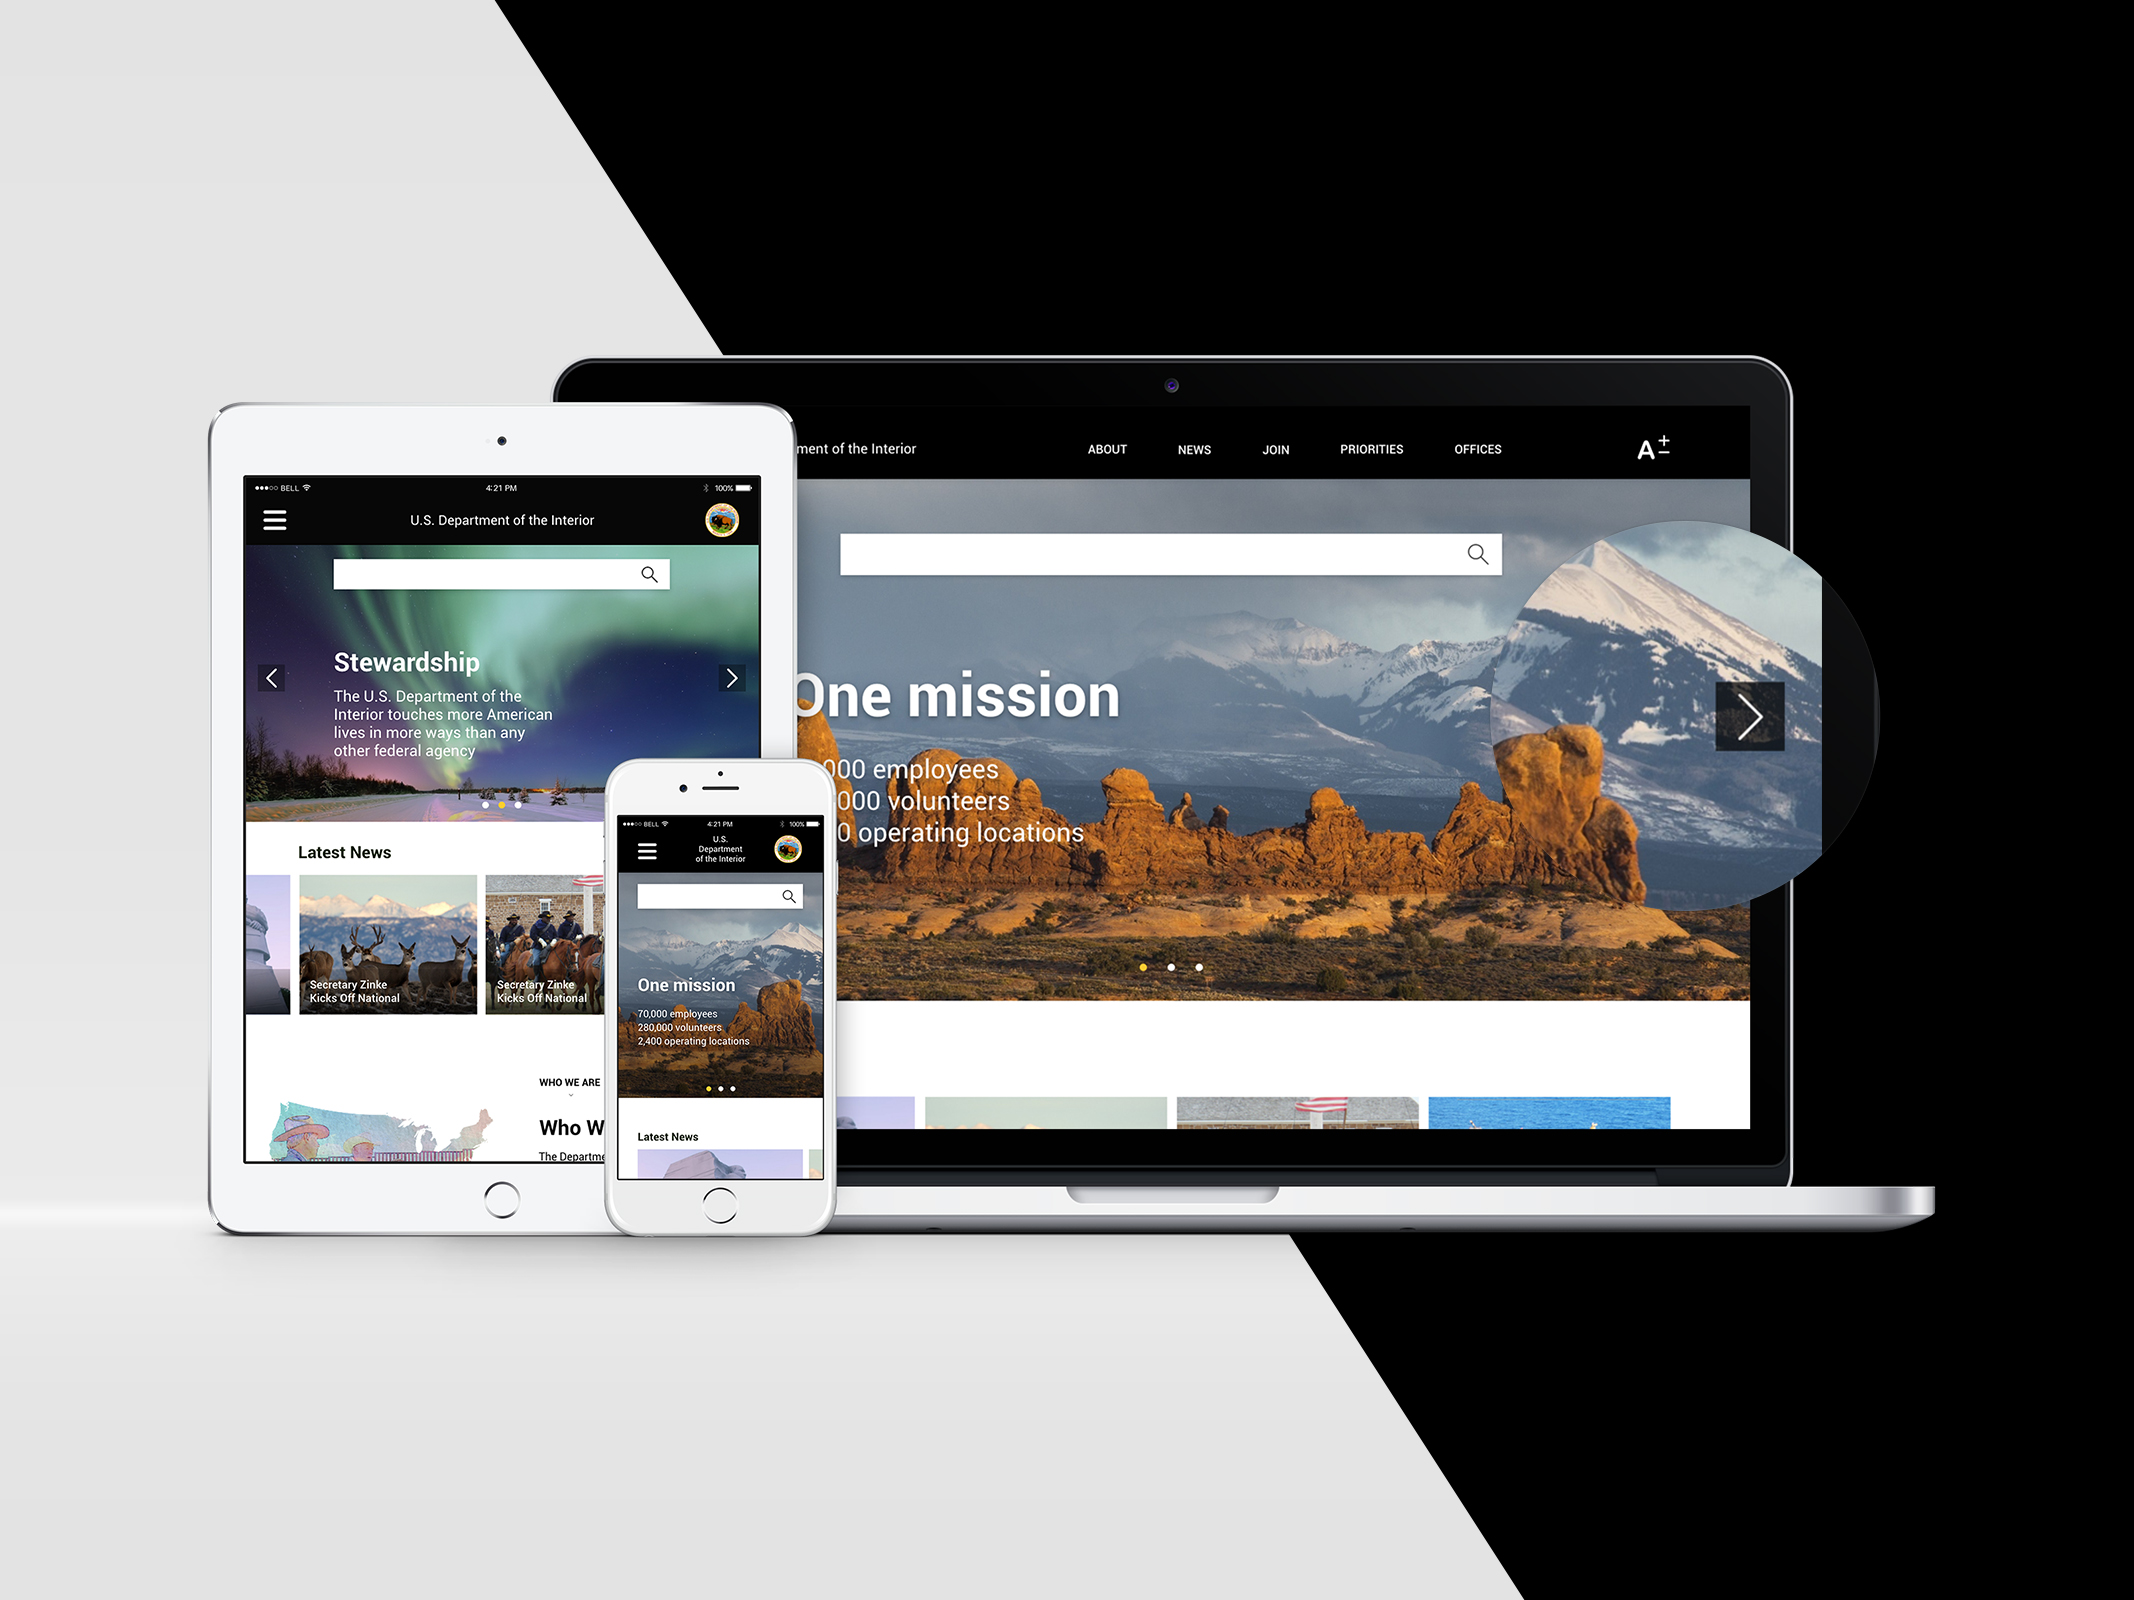 ●●●○○ BELL
4:21 PM
100%
U.S. Department of the Interior
Stewardship
The U.S. Department of the
Interior touches more American
lives in more ways than any
other federal agency
Latest News
Secretary Zinke
Kicks Off National
Secretary Zinke
Kicks Off National
WHO WE ARE
Who W
The Departme
BELL
4:21 PM
100%
U.S.
Department
of the Interior
One mission
70,000 employees
280,000 volunteers
2,400 operating locations
Latest News
ment of the Interior
ABOUT
NEWS
JOIN
PRIORITIES
OFFICES
A+−
One mission
000 employees
000 volunteers
0 operating locations